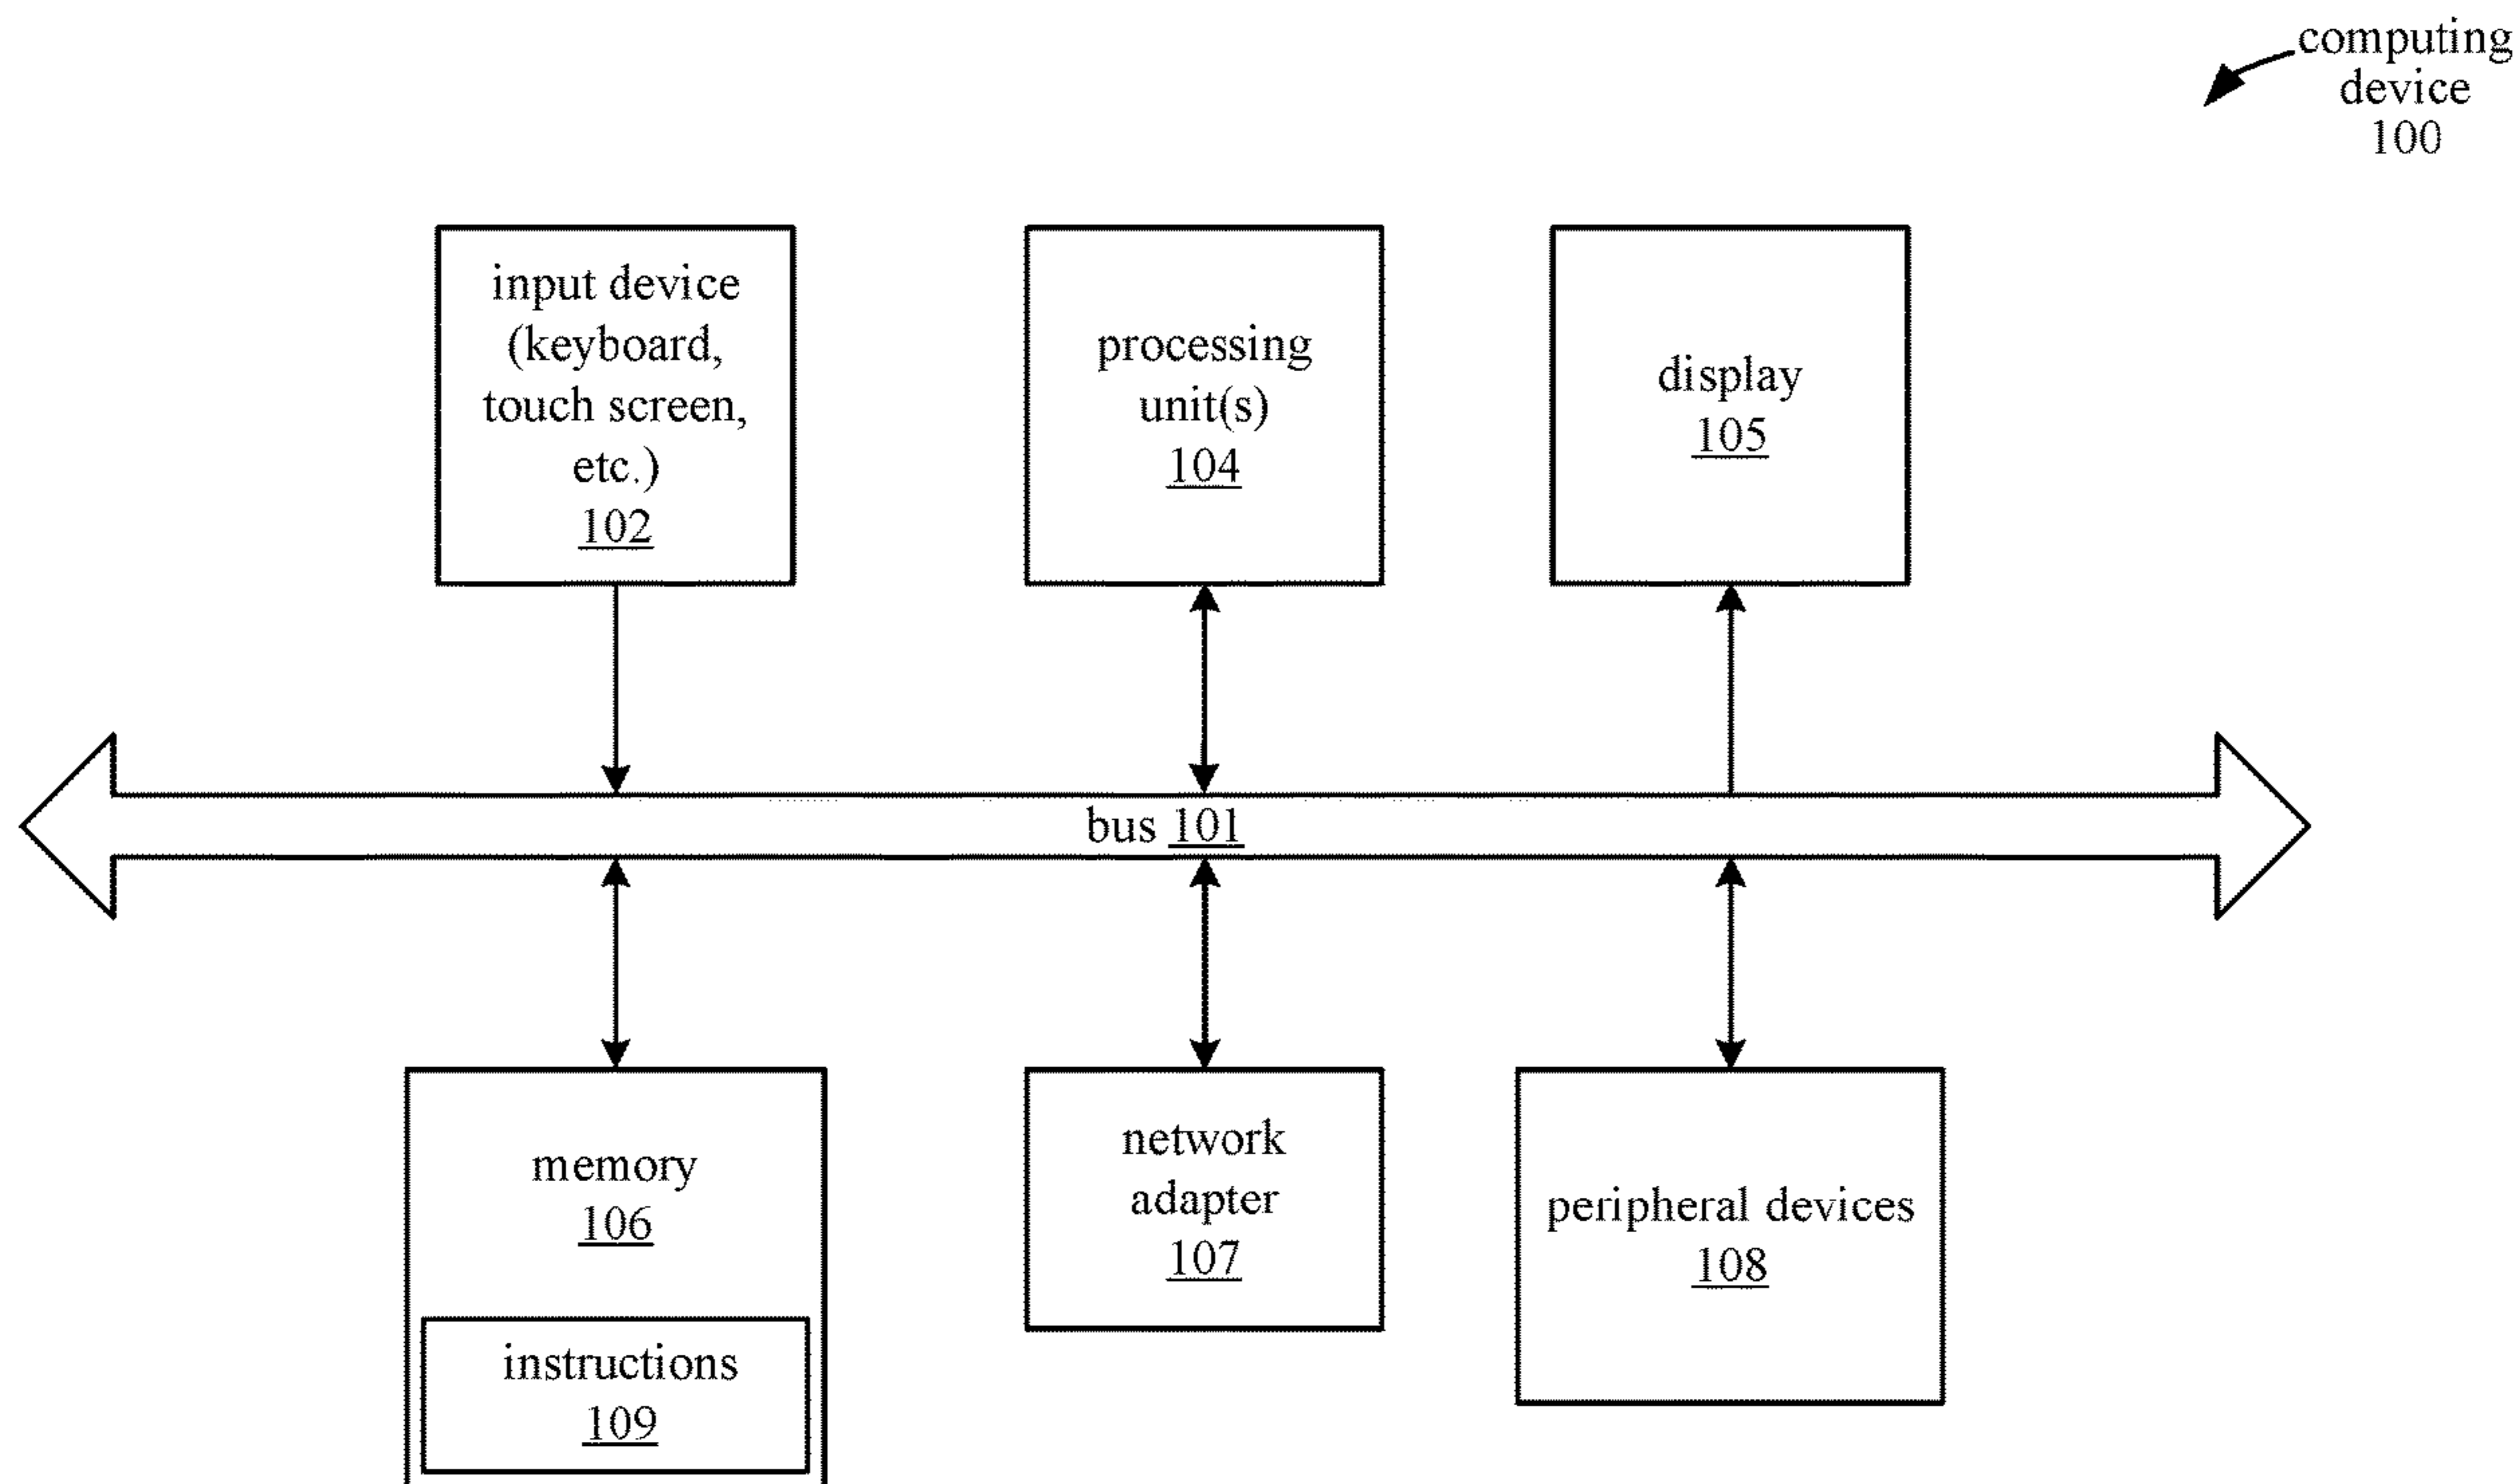 computing
device
100
input device
(keyboard,
touch screen,
etc.)
102
processing
unit(s)
104
display
105
bus 101
memory
106
instructions
109
network
adapter
107
peripheral devices
108